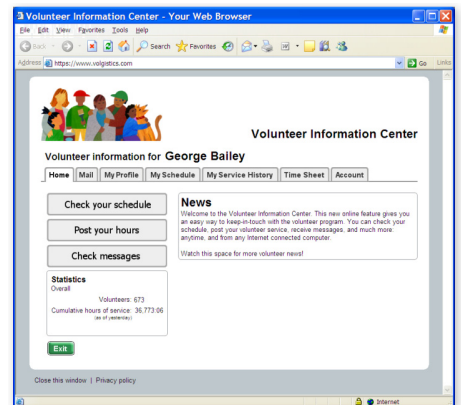 Volunteer Information Center - Your Web Browser
File Edit View Favorites Tools Help
Back Search Favorites
Address https://www.volgistics.com Go Links
Volunteer Information Center
Volunteer information for George Bailey
Home Mail My Profile My Schedule My Service History Time Sheet Account
Check your schedule
Post your hours
Check messages
News
Welcome to the Volunteer Information Center. This new online feature gives you
an easy way to keep-in-touch with the volunteer program. You can check your
schedule, post your volunteer service, receive messages, and much more
anytime, and from any Internet connected computer.
Watch this space for more volunteer news!
Statistics
Overall
Volunteers: 673
Cumulative hours of service: 36,773.06
(as of yesterday)
Exit
Close this window | Privacy policy
Internet